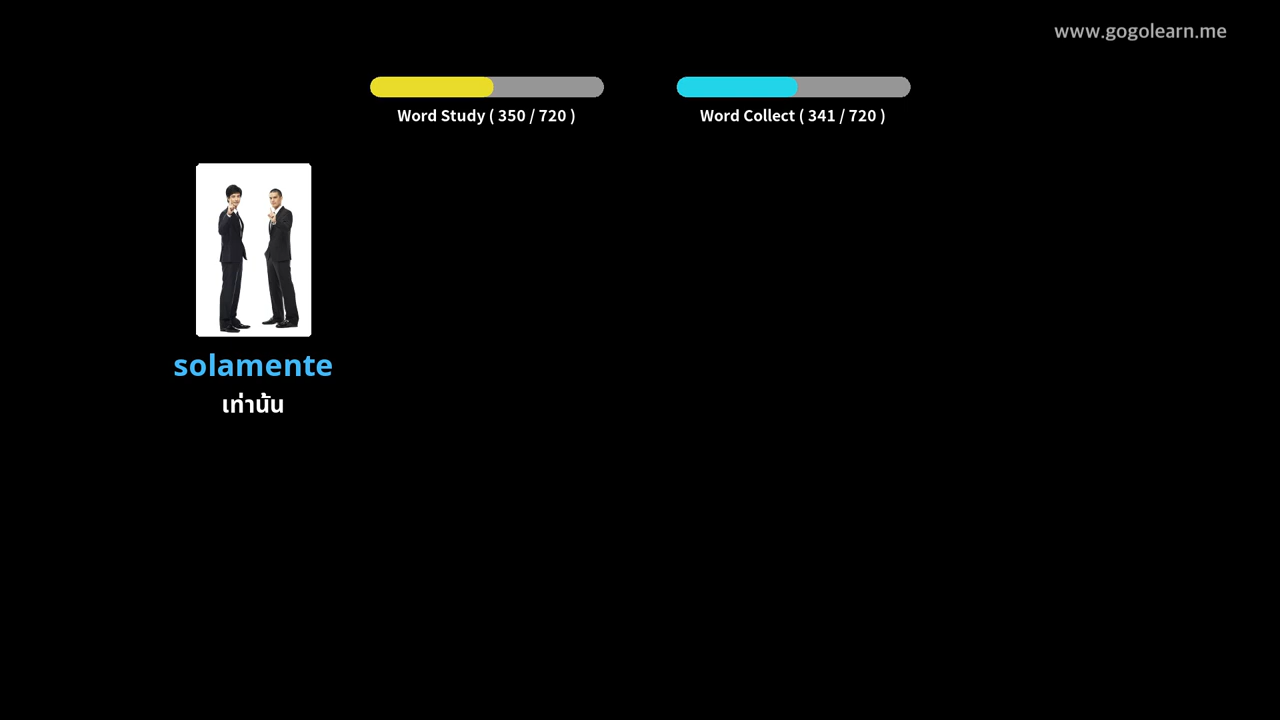 www.gogolearn.me
Word Study ( 350 / 720 )
Word Collect ( 341 / 720 )
solamente
เท่านั้น